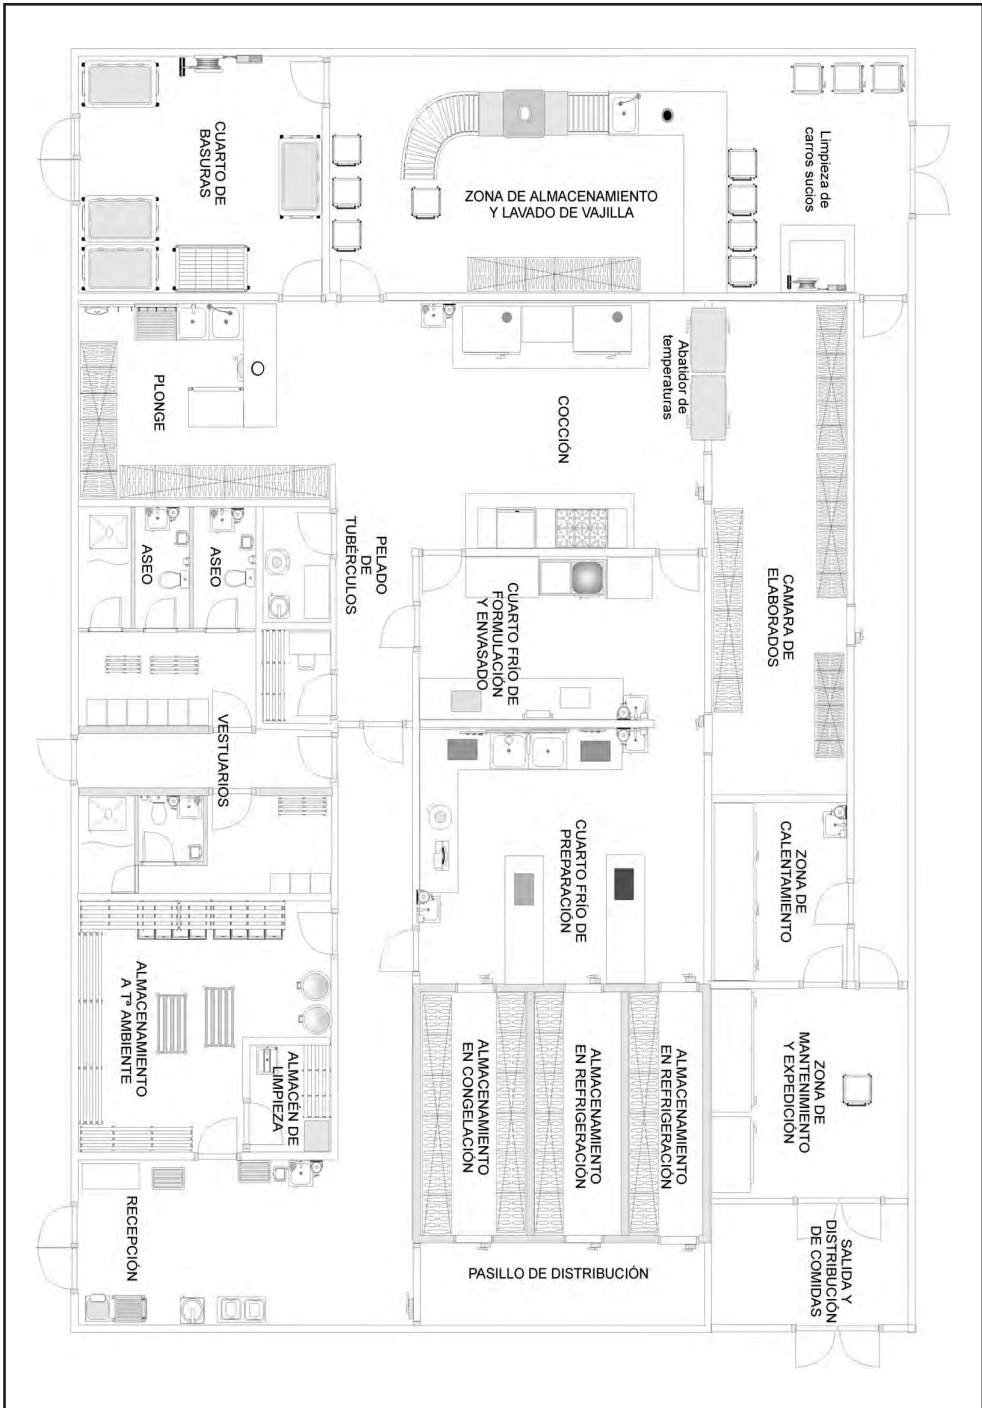 CUARTO DE
BASURAS
ZONA DE ALMACENAMIENTO
Y LAVADO DE VAJILLA
Limpieza de
carros sucios
PLONGE
COCCIÓN
Abatidor de
temperaturas
ASEO
ASEO
PELADO
DE
TUBÉRCULOS
CUARTO FRÍO DE
FORMULACIÓN
Y ENVASADO
CAMARA DE
ELABORADOS
VESTUARIOS
CUARTO FRÍO DE
PREPARACIÓN
ZONA DE
CALENTAMIENTO
ALMACENAMIENTO
A Tª AMBIENTE
ALMACÉN DE
LIMPIEZA
ALMACENAMIENTO
EN CONGELACIÓN
ALMACENAMIENTO
EN REFRIGERACIÓN
ALMACENAMIENTO
EN REFRIGERACIÓN
ZONA DE
MANTENIMIENTO
Y EXPEDICIÓN
RECEPCIÓN
PASILLO DE DISTRIBUCIÓN
SALIDA Y
DISTRIBUCIÓN
DE COMIDAS